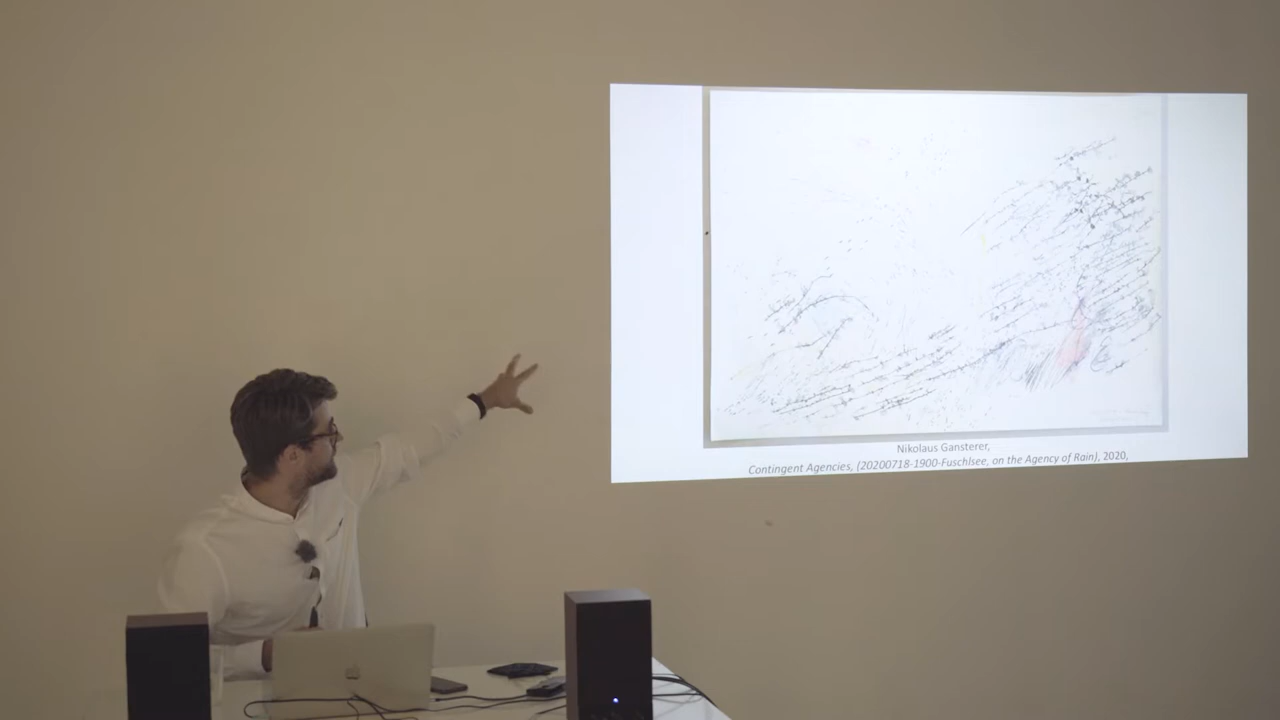 Nikolaus Gansterer,
Contingent Agencies, (20200718-1900-Fuschlsee, on the Agency of Rain), 2020,